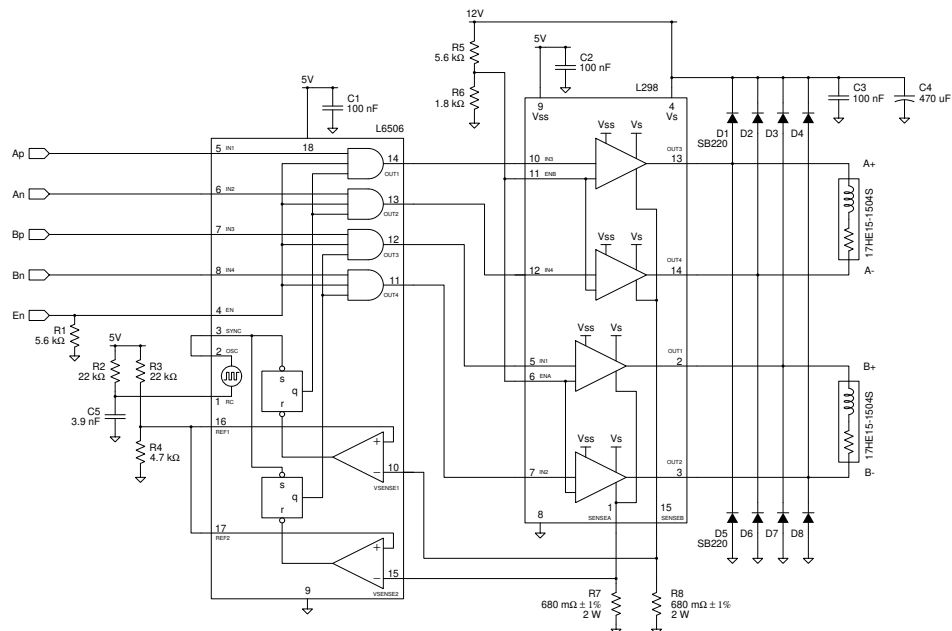 12V
R5
5.6 kΩ
R6
1.8 kΩ
5V
C2
100 nF
L298
9
Vss
4
Vs
C3
100 nF
C4
470 uF
5V
C1
100 nF
L6506
18
D1
SB220
D2
D3
D4
Ap
5 IN1
14
OUT1
An
6 IN2
13
OUT2
Bp
7 IN3
12
OUT3
Bn
8 IN4
11
OUT4
En
4 EN
R1
5.6 kΩ
3 SYNC
2 OSC
1 RC
5V
R2
22 kΩ
R3
22 kΩ
C5
3.9 nF
R4
4.7 kΩ
s
q
r
16
REF1
+
−
10
VSENSE1
s
q
r
17
REF2
+
−
15
VSENSE2
9
Vss
Vs
10 IN3
11 ENB
OUT3
13
A+
Vss
Vs
12 IN4
OUT4
14
A-
17HE15-1504S
Vss
Vs
5 IN1
6 ENA
OUT1
2
B+
Vss
Vs
7 IN2
OUT2
3
B-
17HE15-1504S
8
1
SENSEA
15
SENSEB
D5
SB220
D6
D7
D8
R7
680 mΩ ± 1%
2 W
R8
680 mΩ ± 1%
2 W